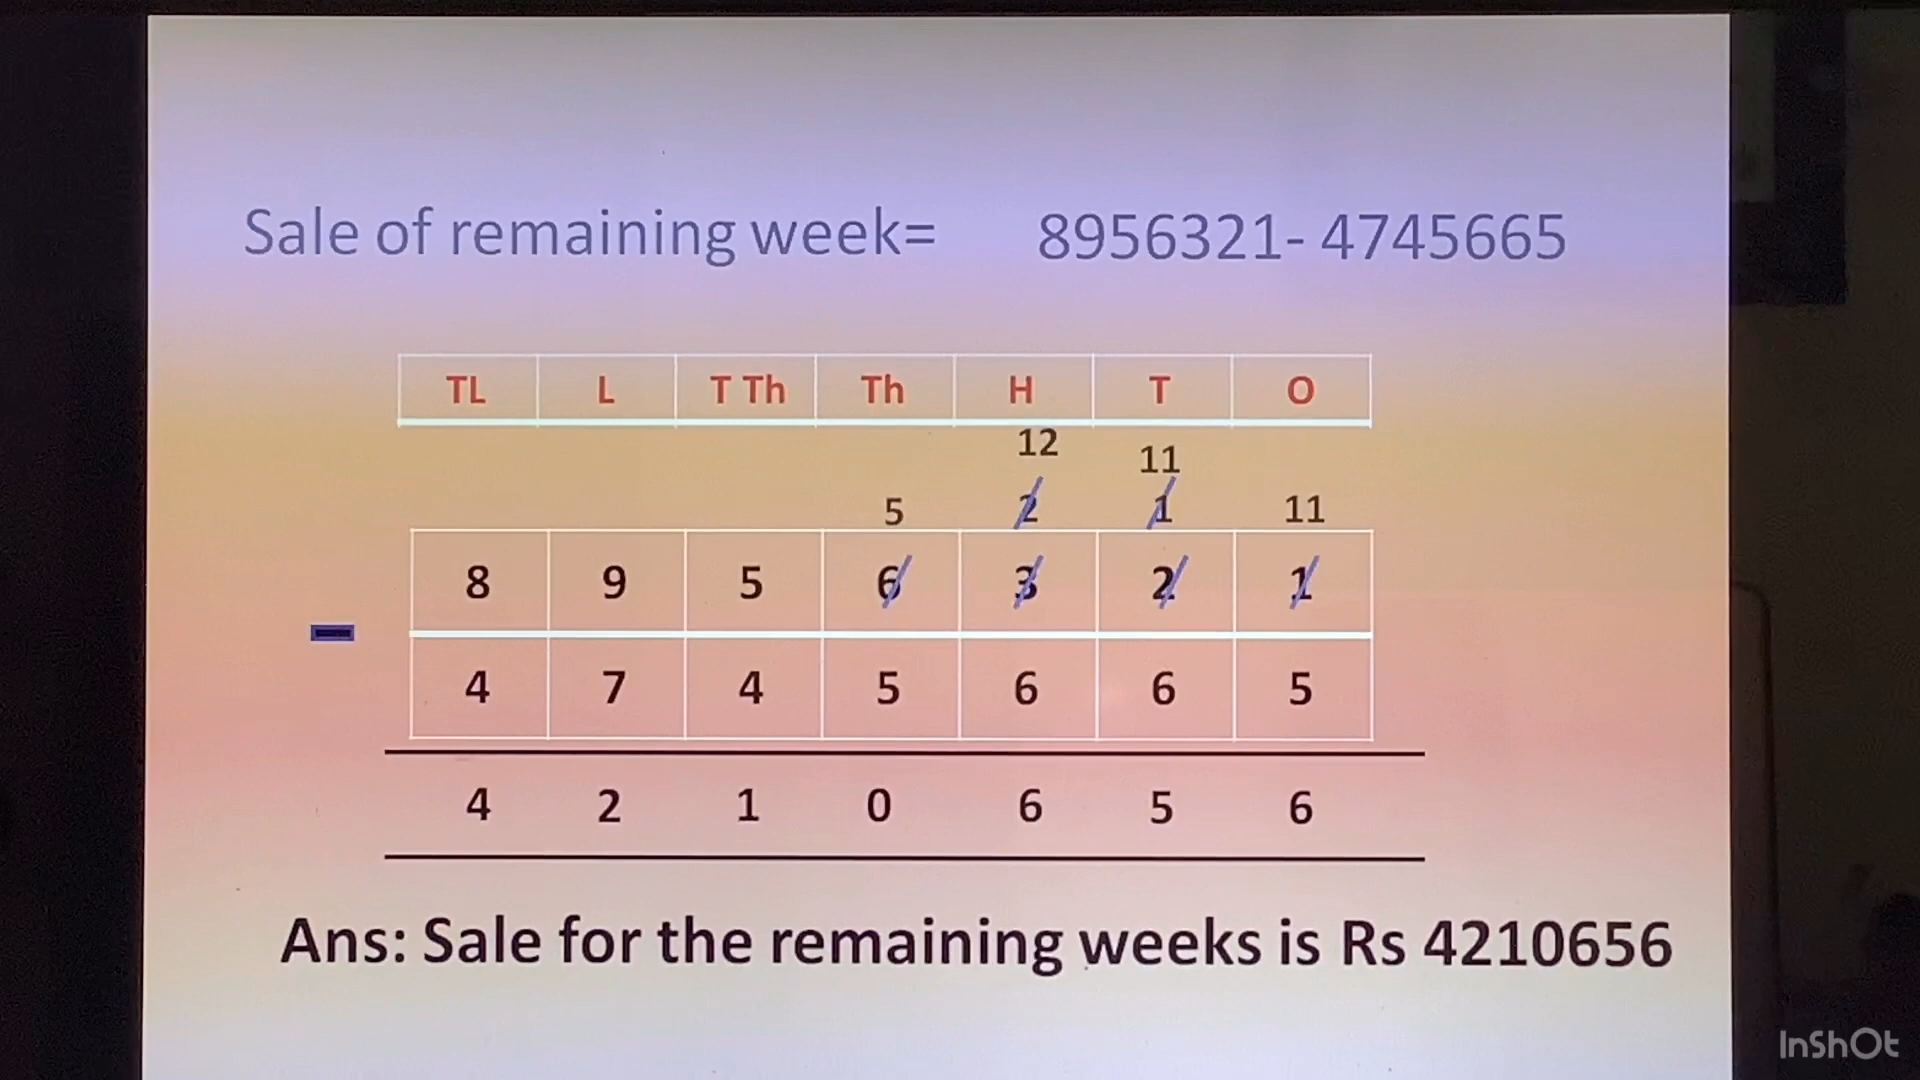 Sale of remaining week= 8956321- 4745665
TL L T Th Th H T O
12 11
5 2 1 11
8 9 5 6 3 2 1
-
4 7 4 5 6 6 5
4 2 1 0 6 5 6
Ans: Sale for the remaining weeks is Rs 4210656
InShOt